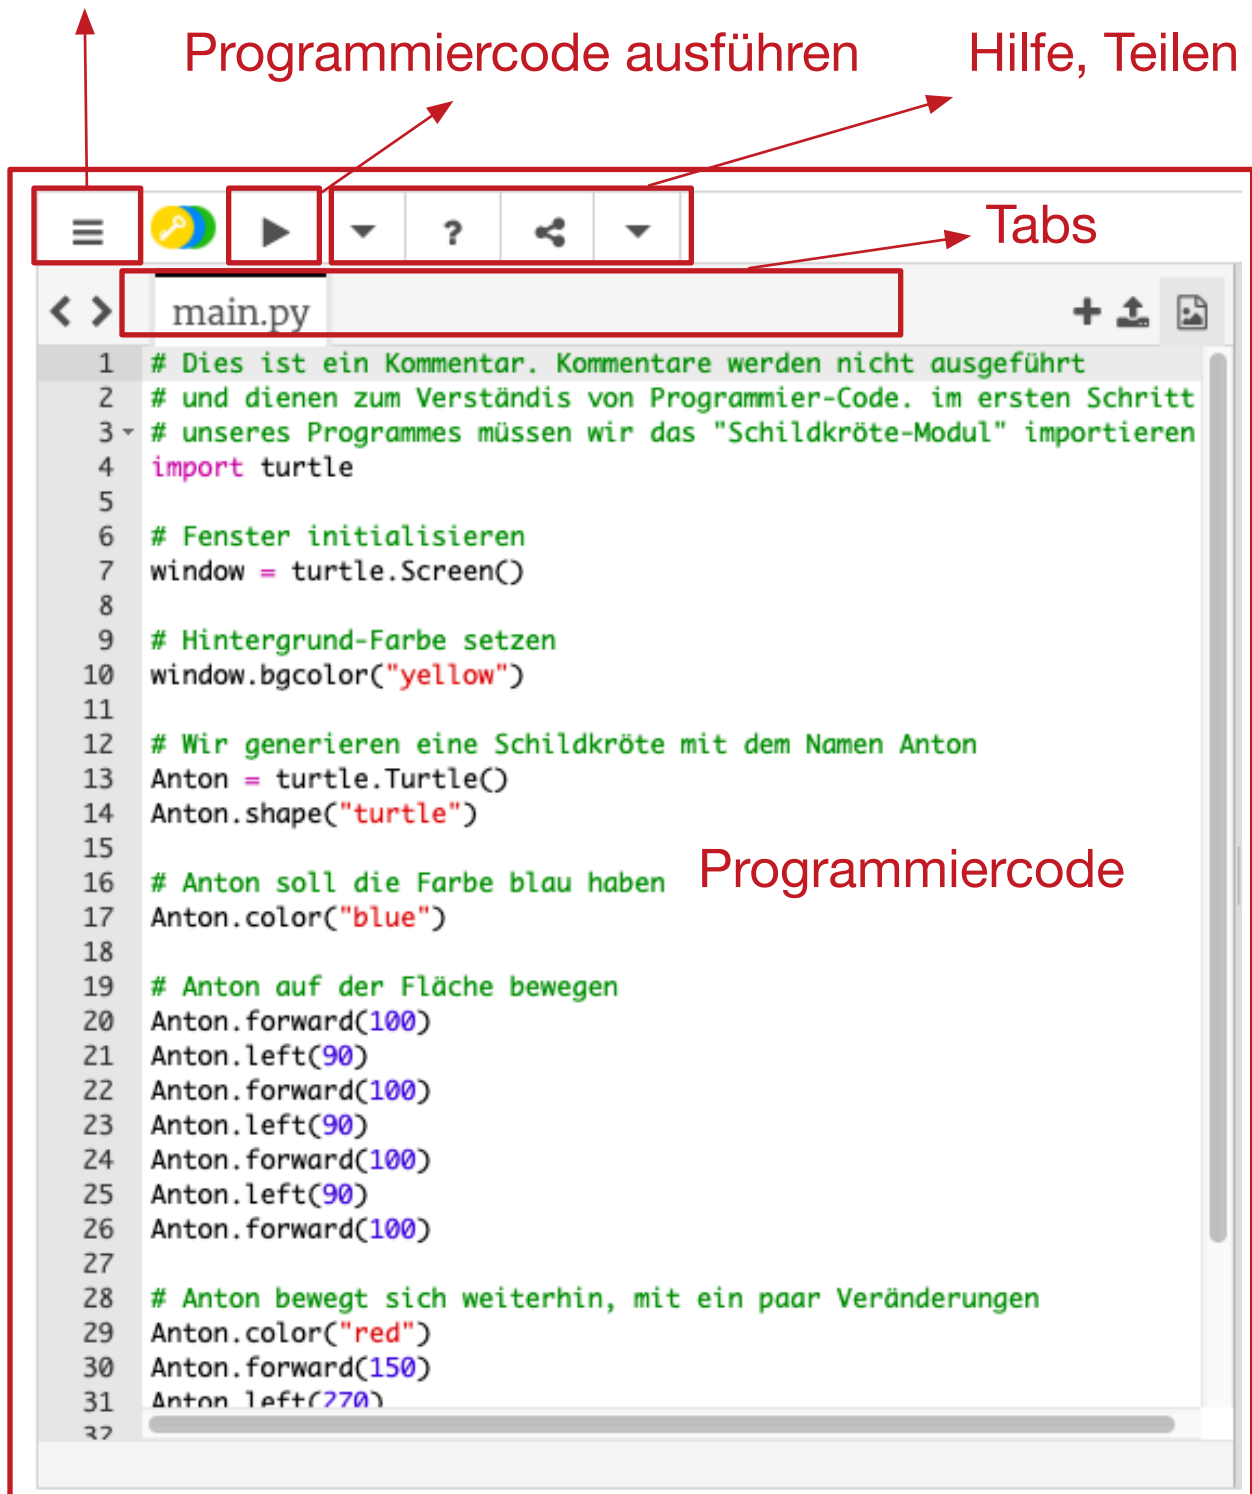 Programmiercode ausführen
Hilfe, Teilen
?
Tabs
main.py
1 # Dies ist ein Kommentar. Kommentare werden nicht ausgeführt
2 # und dienen zum Verständis von Programmier-Code. im ersten Schritt
3 # unseres Programmes müssen wir das "Schildkröte-Modul" importieren
4 import turtle
5
6 # Fenster initialisieren
7 window = turtle.Screen()
8
9 # Hintergrund-Farbe setzen
10 window.bgcolor("yellow")
11
12 # Wir generieren eine Schildkröte mit dem Namen Anton
13 Anton = turtle.Turtle()
14 Anton.shape("turtle")
15
Programmiercode
16 # Anton soll die Farbe blau haben
17 Anton.color("blue")
18
19 # Anton auf der Fläche bewegen
20 Anton.forward(100)
21 Anton.left(90)
22 Anton.forward(100)
23 Anton.left(90)
24 Anton.forward(100)
25 Anton.left(90)
26 Anton.forward(100)
27
28 # Anton bewegt sich weiterhin, mit ein paar Veränderungen
29 Anton.color("red")
30 Anton.forward(150)
31 Anton.left(270)
32